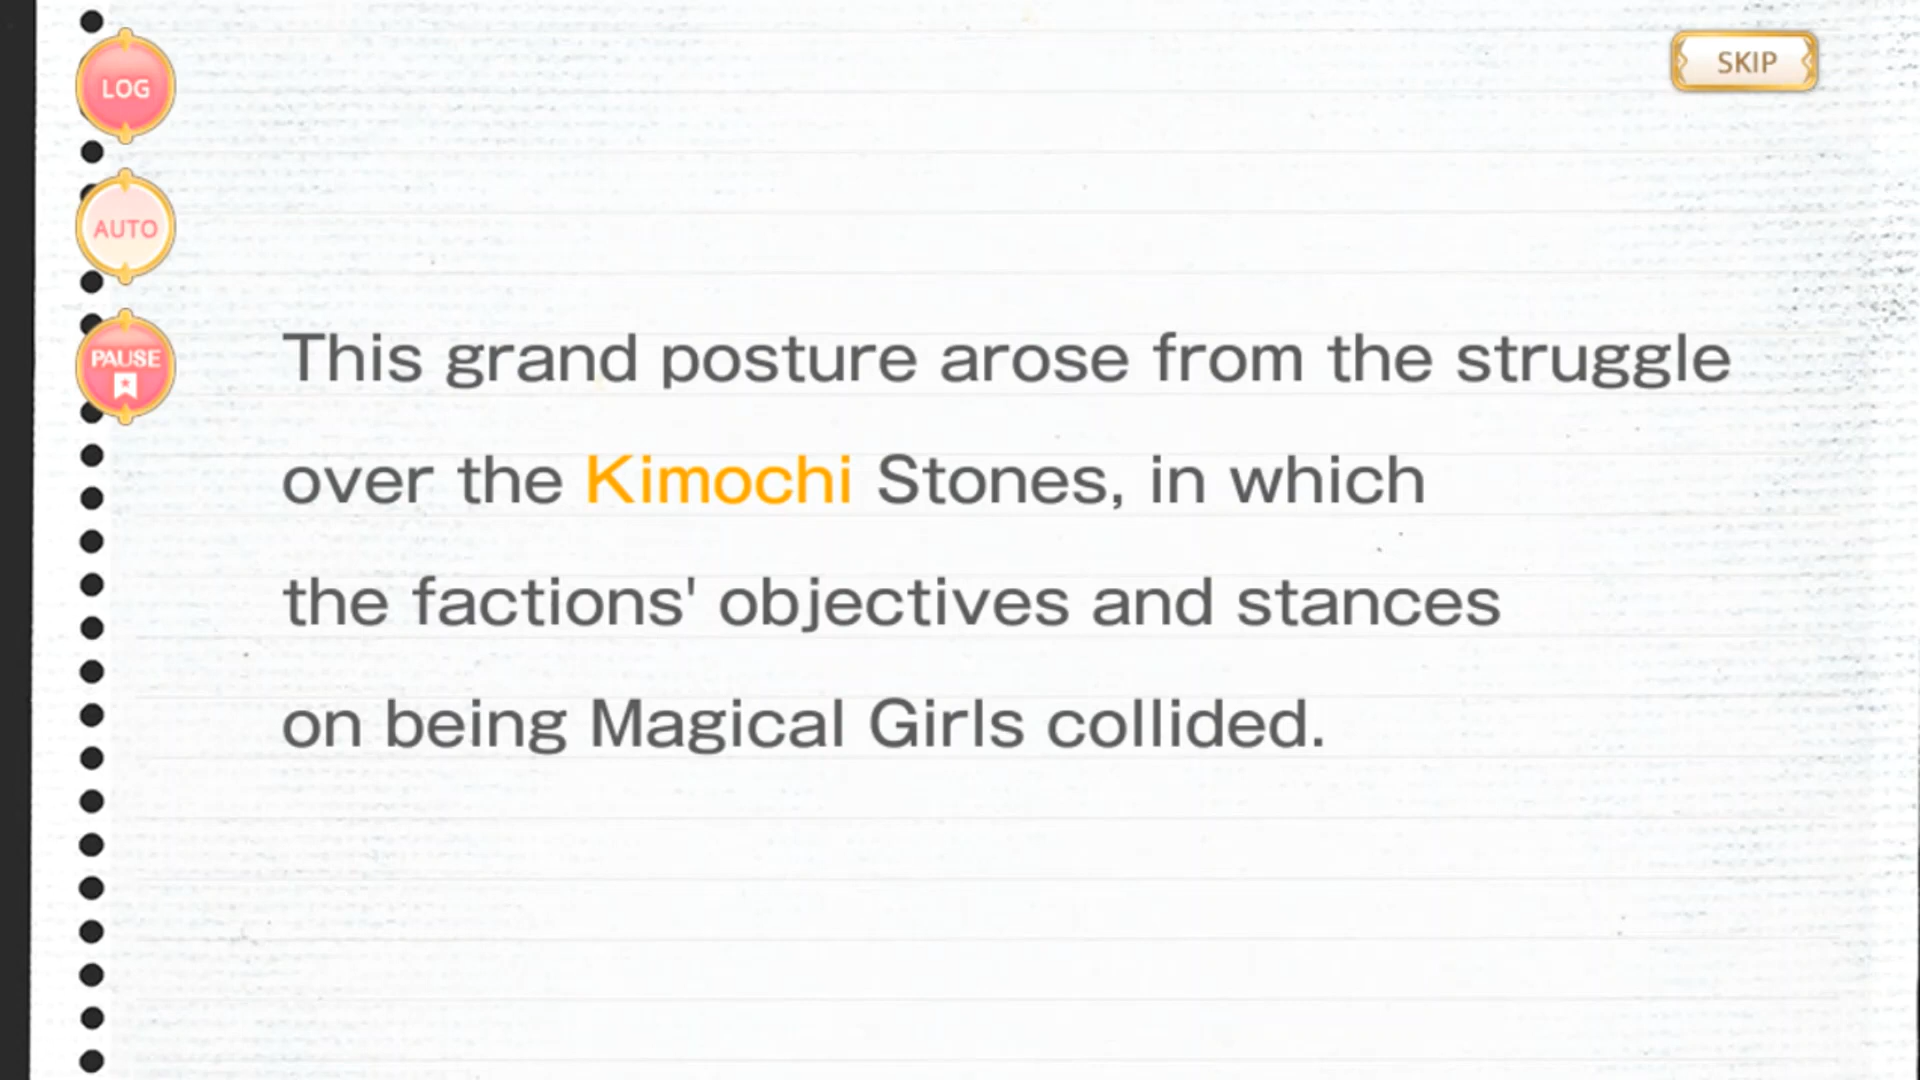 LOG
SKIP
AUTO
PAUSE
This grand posture arose from the struggle
over the Kimochi Stones, in which
the factions' objectives and stances
on being Magical Girls collided.